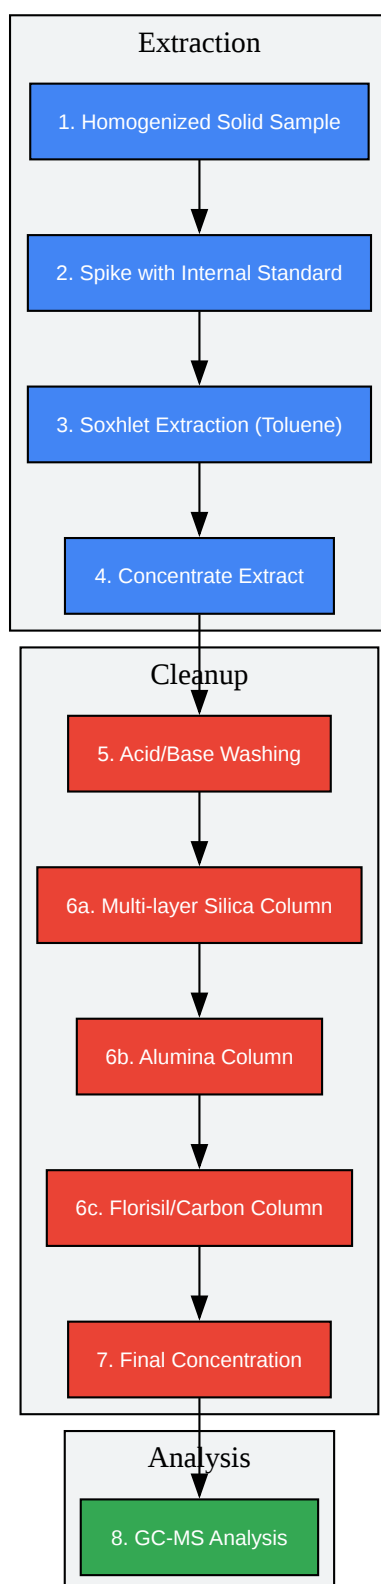 Extraction
1. Homogenized Solid Sample
2. Spike with Internal Standard
3. Soxhlet Extraction (Toluene)
4. Concentrate Extract
Cleanup
5. Acid/Base Washing
6a. Multi-layer Silica Column
6b. Alumina Column
6c. Florisil/Carbon Column
7. Final Concentration
Analysis
8. GC-MS Analysis